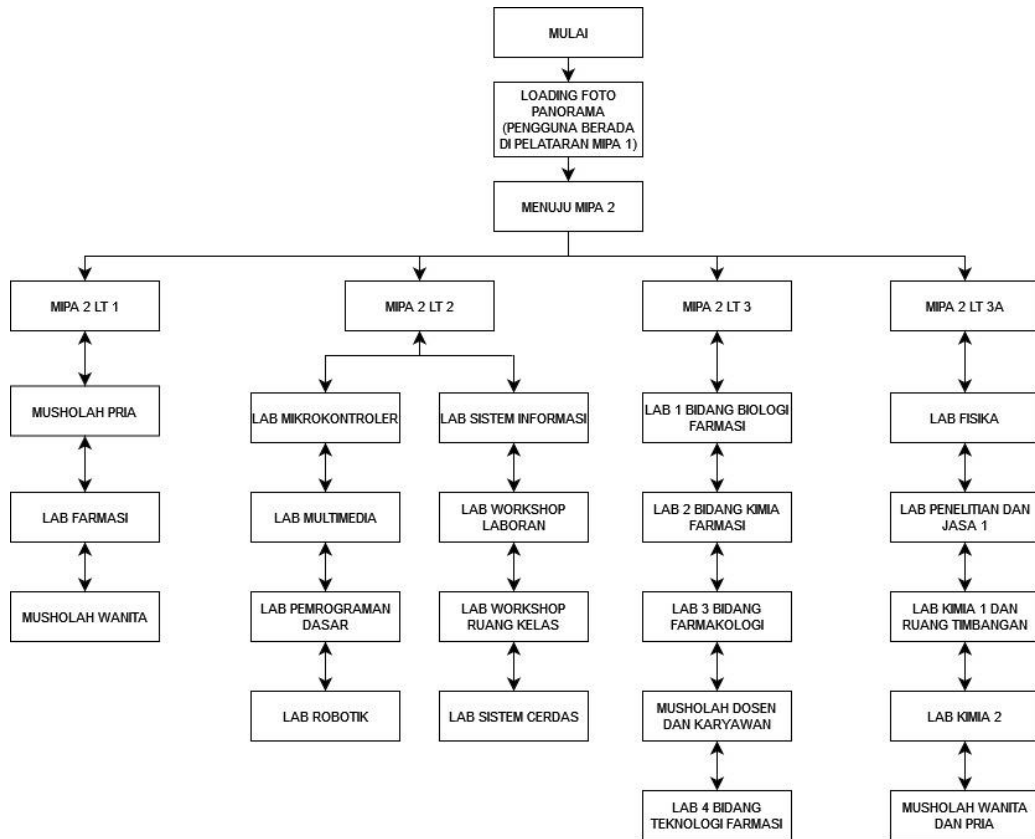 MULAI
LOADING FOTO
PANORAMA
(PENGGUNA BERADA
DI PELATARAN MIPA 1)
MENUJU MIPA 2
MIPA 2 LT 1
MIPA 2 LT 2
MIPA 2 LT 3
MIPA 2 LT 3A
MUSHOLAH PRIA
LAB MIKROKONTROLER
LAB SISTEM INFORMASI
LAB 1 BIDANG BIOLOGI
FARMASI
LAB FISIKA
LAB FARMASI
LAB MULTIMEDIA
LAB WORKSHOP
LABORAN
LAB 2 BIDANG KIMIA
FARMASI
LAB PENELITIAN DAN
JASA 1
MUSHOLAH WANITA
LAB PEMROGRAMAN
DASAR
LAB WORKSHOP
RUANG KELAS
LAB 3 BIDANG
FARMAKOLOGI
LAB KIMIA 1 DAN
RUANG TIMBANGAN
LAB ROBOTIK
LAB SISTEM CERDAS
MUSHOLAH DOSEN
DAN KARYAWAN
LAB KIMIA 2
LAB 4 BIDANG
TEKNOLOGI FARMASI
MUSHOLAH WANITA
DAN PRIA